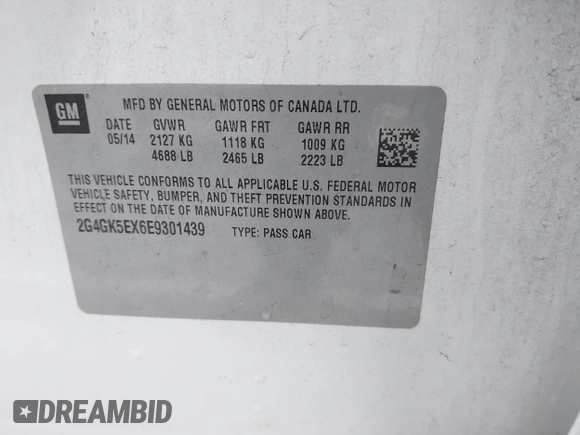 GM
MFD BY GENERAL MOTORS OF CANADA LTD.
DATE GVWR GAWR FRT GAWR RR
05/14 2127 KG 1118 KG 1009 KG
4688 LB 2465 LB 2223 LB
THIS VEHICLE CONFORMS TO ALL APPLICABLE U.S. FEDERAL MOTOR
VEHICLE SAFETY, BUMPER, AND THEFT PREVENTION STANDARDS IN
EFFECT ON THE DATE OF MANUFACTURE SHOWN ABOVE.
2G4GK5EX6E9301439 TYPE: PASS CAR
DREAMBID